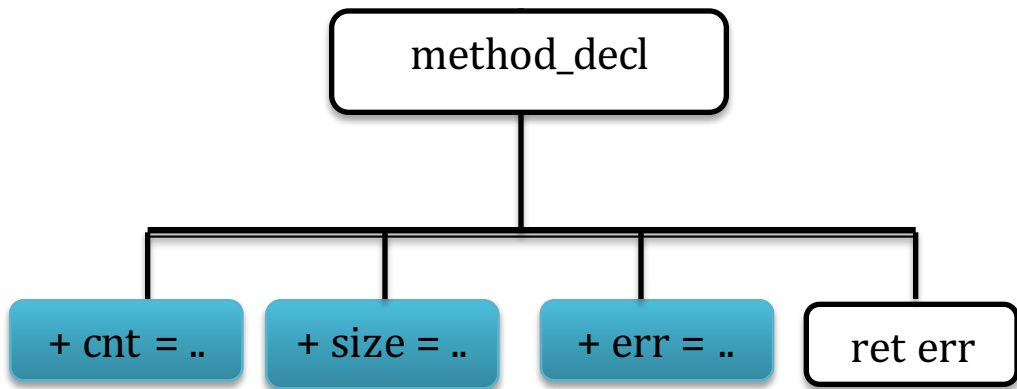 method_decl
+ cnt = ..
+ size = ..
+ err = ..
ret err